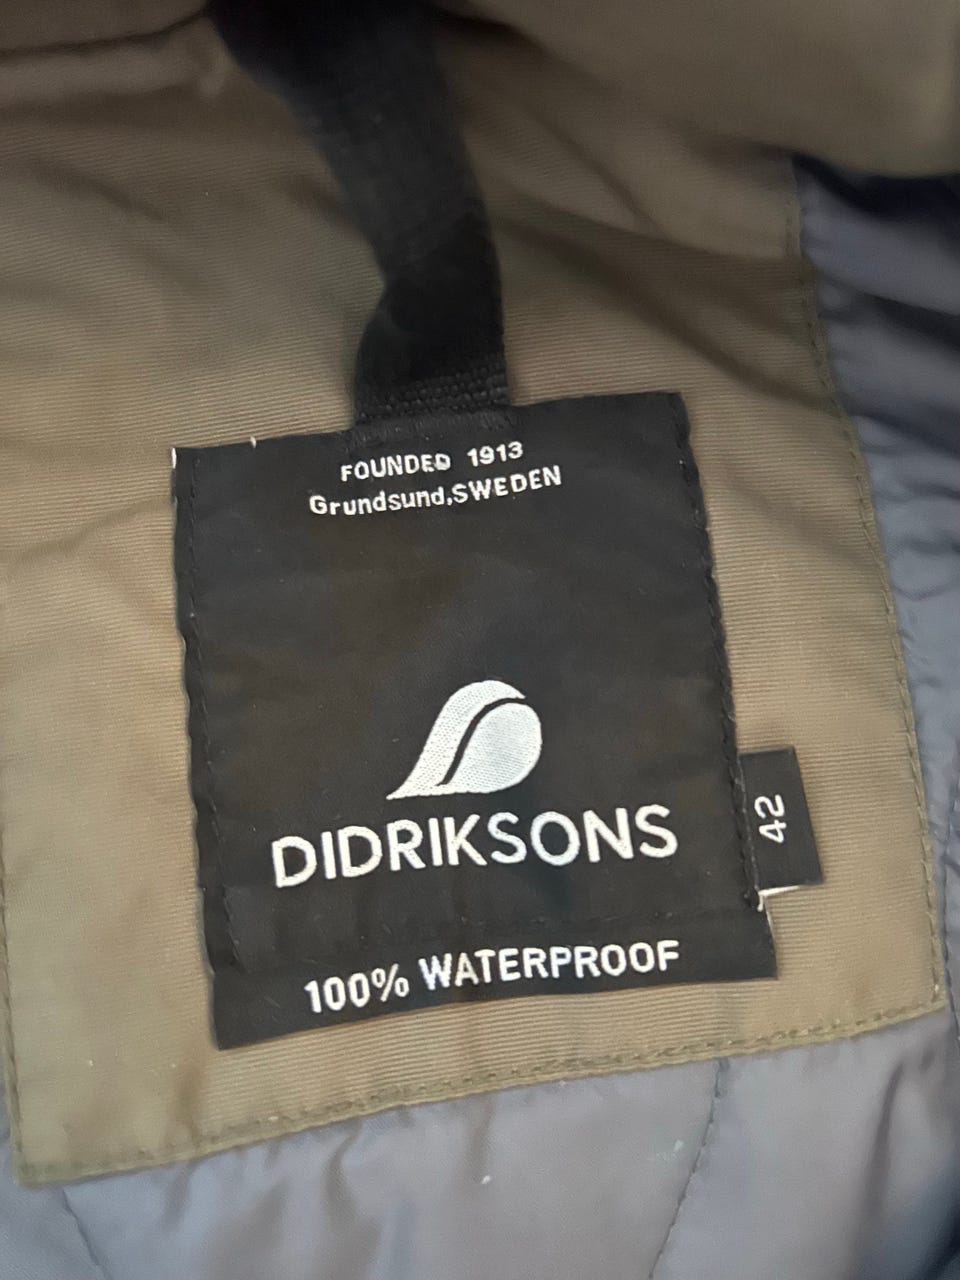 FOUNDED 1913
Grundsund,SWEDEN
DIDRIKSONS
42
100% WATERPROOF